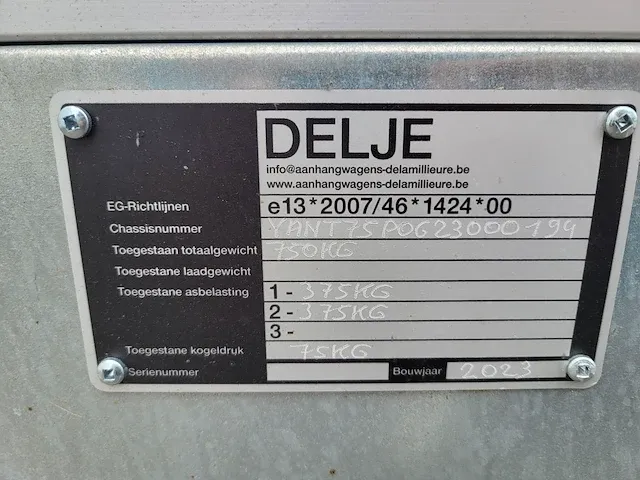 DELJE
info@aanhangwagens-delamillieure.be
www.aanhangwagens-delamillieure.be
EG-Richtlijnen e13*2007/46*1424*00
Chassisnummer YANT75P0G23000194
Toegestaan totaalgewicht 750KG
Toegestane laadgewicht
Toegestane asbelasting 1 - 375KG
2 - 375KG
3 -
Toegestane kogeldruk 75KG
Serienummer Bouwjaar 2023